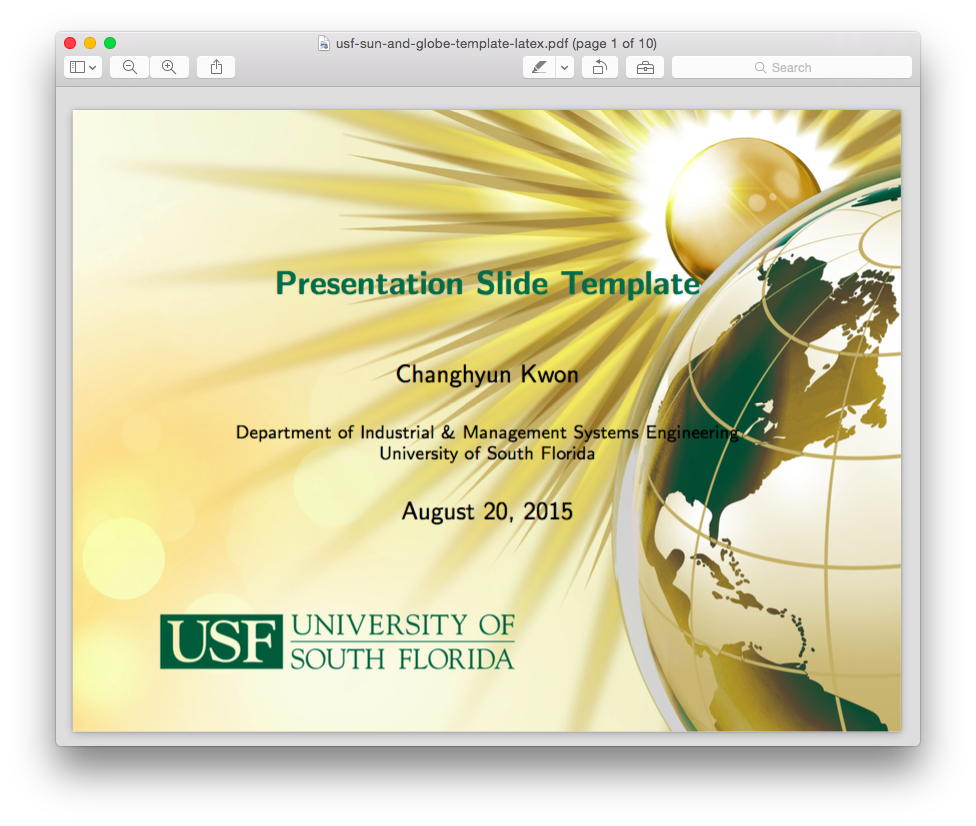 usf-sun-and-globe-template-latex.pdf (page 1 of 10)
Search
Presentation Slide Template
Changhyun Kwon
Department of Industrial & Management Systems Engineering
University of South Florida
August 20, 2015
USF UNIVERSITY OF
SOUTH FLORIDA